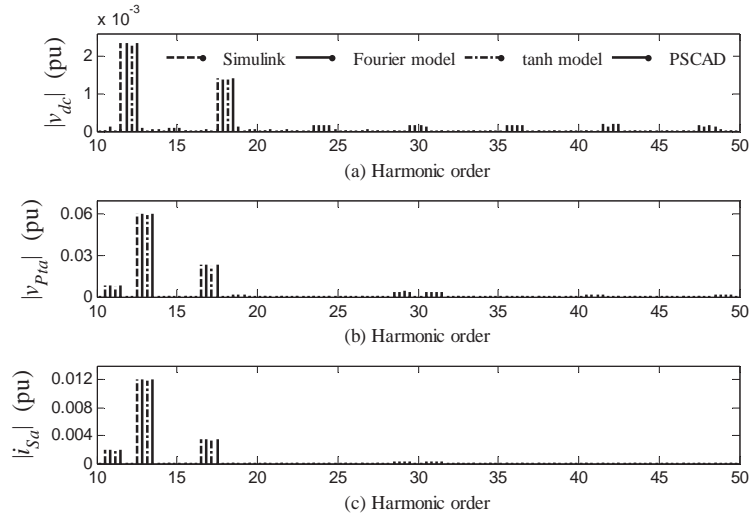 x 10⁻³
|v_dc| (pu)
2
1
0
Simulink
Fourier model
tanh model
PSCAD
10 15 20 25 30 35 40 45 50
(a) Harmonic order
|v_Pta| (pu)
0.06
0.03
0
10 15 20 25 30 35 40 45 50
(b) Harmonic order
|i_Sa| (pu)
0.012
0.008
0.004
0
10 15 20 25 30 35 40 45 50
(c) Harmonic order